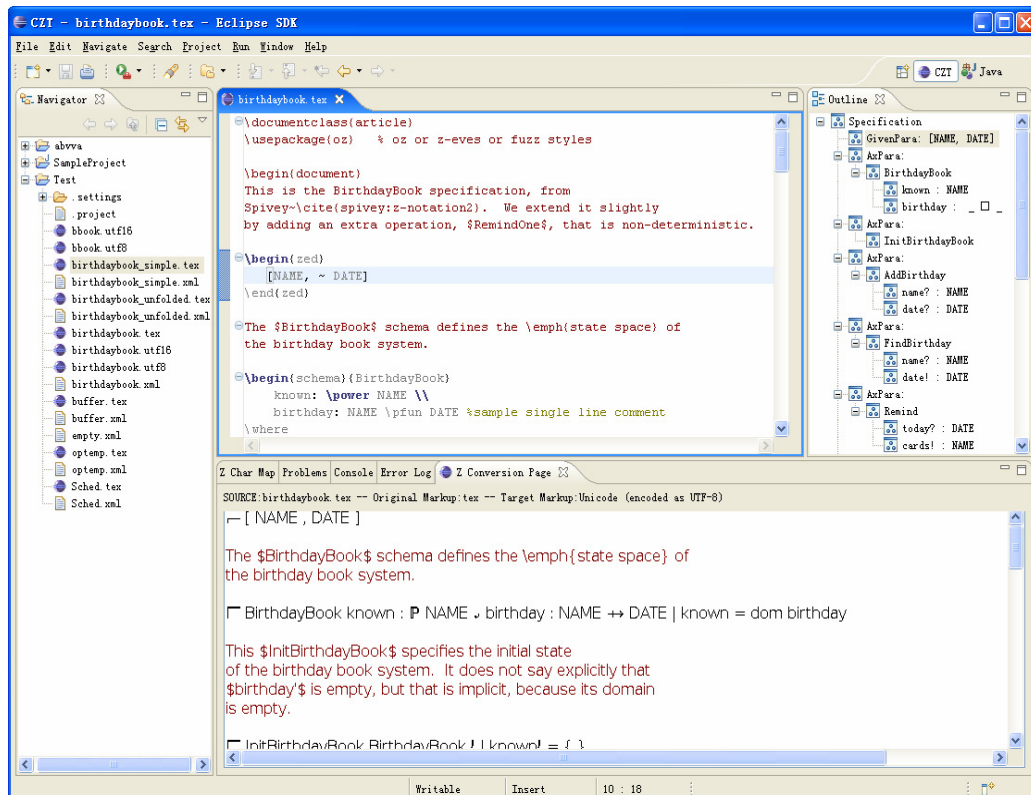 CZT - birthdaybook.tex - Eclipse SDK
File Edit Navigate Search Project Run Window Help
CZT Java
Navigator
abvva
SampleProject
Test
.settings
.project
bbook.utf16
bbook.utf8
birthdaybook_simple.tex
birthdaybook_simple.xml
birthdaybook_unfolded.tex
birthdaybook_unfolded.xml
birthdaybook.tex
birthdaybook.utf16
birthdaybook.utf8
birthdaybook.xml
buffer.tex
buffer.xml
empty.xml
optemp.tex
optemp.xml
Sched.tex
Sched.xml
birthdaybook.tex
\documentclass{article}
\usepackage{oz} % oz or z-eves or fuzz styles
\begin{document}
This is the BirthdayBook specification, from
Spivey~\cite{spivey:z-notation2}. We extend it slightly
by adding an extra operation, $RemindOne$, that is non-deterministic.
\begin{zed}
[NAME, ~ DATE]
\end{zed}
The $BirthdayBook$ schema defines the \emph{state space} of
the birthday book system.
\begin{schema}{BirthdayBook}
known: \power NAME \\
birthday: NAME \pfun DATE %sample single line comment
\where
Outline
Specification
GivenPara: [NAME, DATE]
AxPara:
BirthdayBook
known : NAME
birthday : _ □ _
AxPara:
InitBirthdayBook
AxPara:
AddBirthday
name? : NAME
date? : DATE
AxPara:
FindBirthday
name? : NAME
date! : DATE
AxPara:
Remind
today? : DATE
cards! : NAME
Z Char Map Problems Console Error Log Z Conversion Page
SOURCE:birthdaybook.tex -- Original Markup:tex -- Target Markup:Unicode (encoded as UTF-8)
─ [ NAME , DATE ]
The $BirthdayBook$ schema defines the \emph{state space} of
the birthday book system.
┌ BirthdayBook known : ℙ NAME ; birthday : NAME ⇸ DATE | known = dom birthday
This $InitBirthdayBook$ specifies the initial state
of the birthday book system. It does not say explicitly that
$birthday'$ is empty, but that is implicit, because its domain
is empty.
┌ InitBirthdayBook BirthdayBook ! | known! = { }
Writable Insert 10 : 18